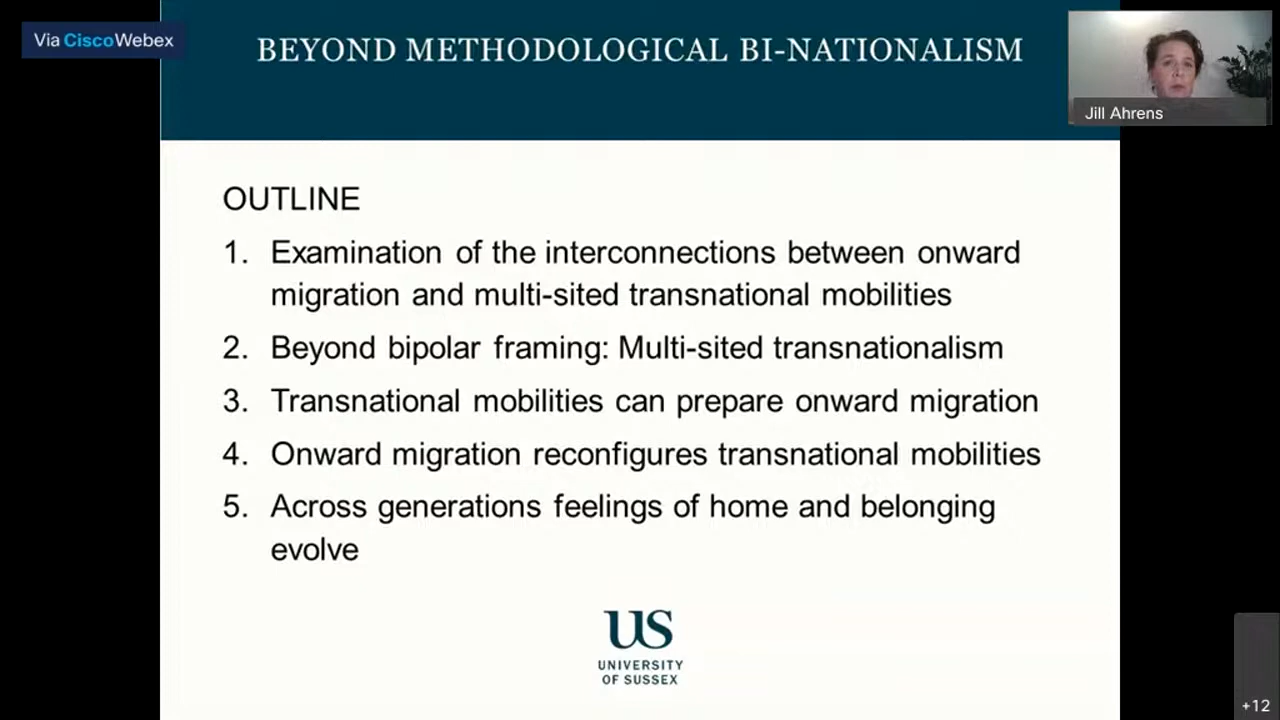 Via CiscoWebex
BEYOND METHODOLOGICAL BI-NATIONALISM
Jill Ahrens
OUTLINE
1. Examination of the interconnections between onward
migration and multi-sited transnational mobilities
2. Beyond bipolar framing: Multi-sited transnationalism
3. Transnational mobilities can prepare onward migration
4. Onward migration reconfigures transnational mobilities
5. Across generations feelings of home and belonging
evolve
US
UNIVERSITY
OF SUSSEX
+12